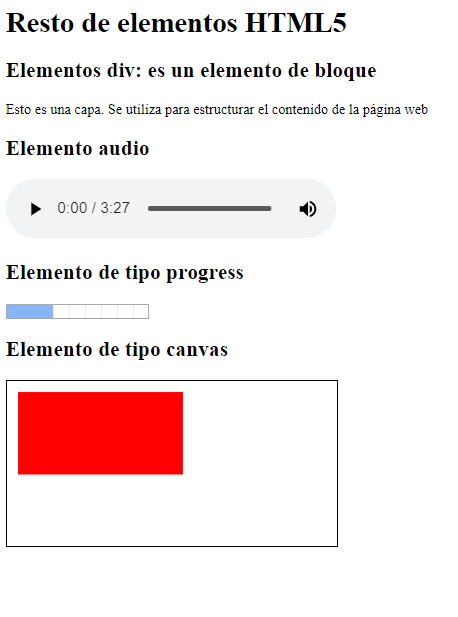 Resto de elementos HTML5
Elementos div: es un elemento de bloque
Esto es una capa. Se utiliza para estructurar el contenido de la página web
Elemento audio
0:00 / 3:27
Elemento de tipo progress
Elemento de tipo canvas